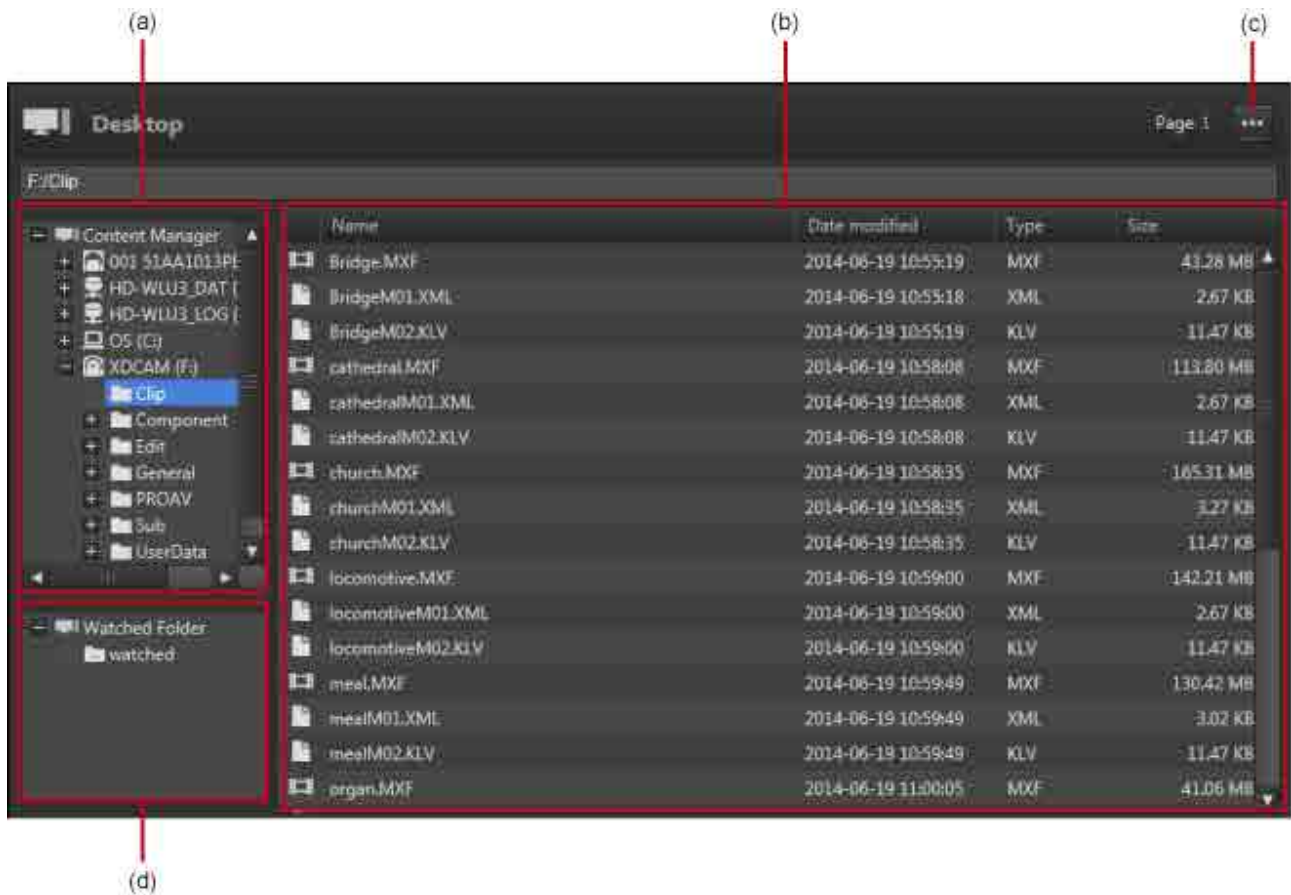 (a) (b) (c)
Desktop Page 1
F:/Clip
Name Date modified Type Size
Content Manager
001 51AA1013PE
HD-WLU3_DAT (
HD-WLU3_LOG (
OS (C:)
XDCAM (F:)
Clip
Component
Edit
General
PROAV
Sub
UserData
Bridge.MXF 2014-06-19 10:55:19 MXF 43.28 MB
BridgeM01.XML 2014-06-19 10:55:18 XML 2.67 KB
BridgeM02.KLV 2014-06-19 10:55:19 KLV 11.47 KB
cathedral.MXF 2014-06-19 10:58:08 MXF 113.80 MB
cathedralM01.XML 2014-06-19 10:58:08 XML 2.67 KB
cathedralM02.KLV 2014-06-19 10:58:08 KLV 11.47 KB
church.MXF 2014-06-19 10:58:35 MXF 165.31 MB
churchM01.XML 2014-06-19 10:58:35 XML 3.27 KB
churchM02.KLV 2014-06-19 10:58:35 KLV 11.47 KB
locomotive.MXF 2014-06-19 10:59:00 MXF 142.21 MB
locomotiveM01.XML 2014-06-19 10:59:00 XML 2.67 KB
locomotiveM02.KLV 2014-06-19 10:59:00 KLV 11.47 KB
meal.MXF 2014-06-19 10:59:49 MXF 130.42 MB
mealM01.XML 2014-06-19 10:59:49 XML 3.02 KB
mealM02.KLV 2014-06-19 10:59:49 KLV 11.47 KB
organ.MXF 2014-06-19 11:00:05 MXF 41.06 MB
Watched Folder
watched
(d)